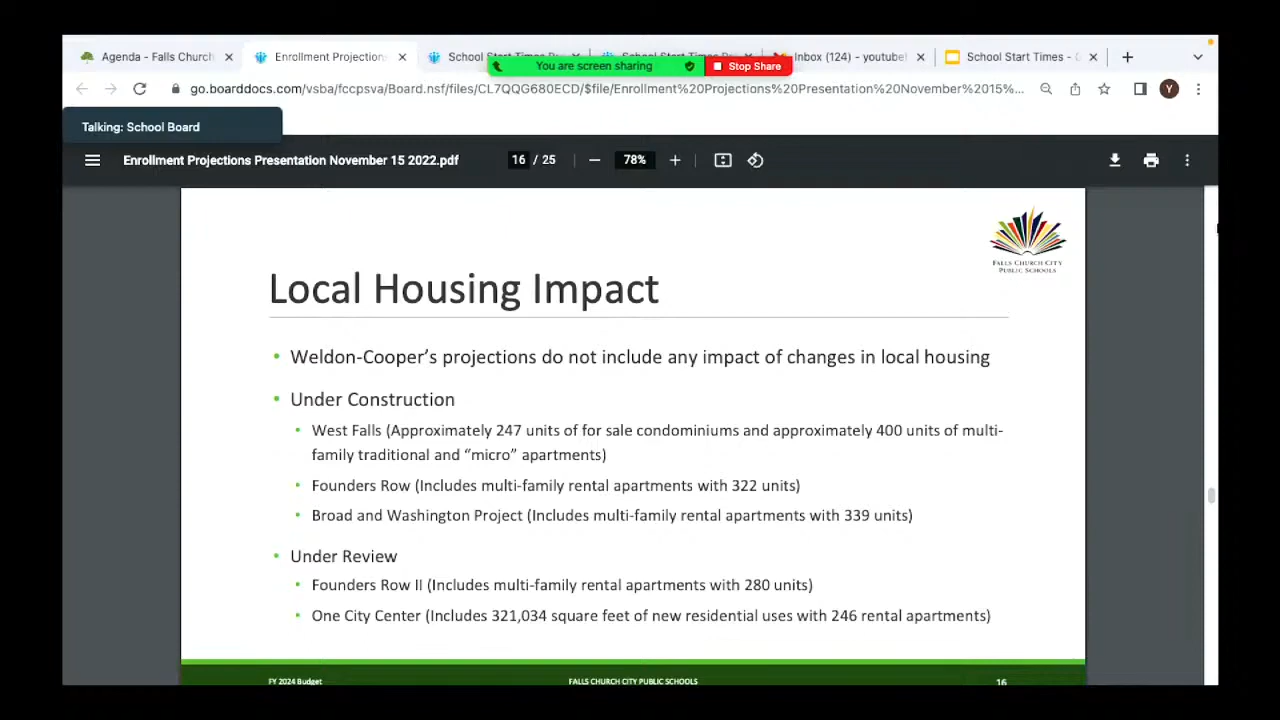 Agenda - Falls Church
Enrollment Projections
School Start Times
School Start Times
Inbox (124) - youtube!
School Start Times -
You are screen sharing
Stop Share
go.boarddocs.com/vsba/fccpsva/Board.nsf/files/CL7QQG680ECD/$file/Enrollment%20Projections%20Presentation%20November%2015%...
Y
Talking: School Board
Enrollment Projections Presentation November 15 2022.pdf
16 / 25
78%
FALLS CHURCH CITY
PUBLIC SCHOOLS
Local Housing Impact
• Weldon-Cooper’s projections do not include any impact of changes in local housing
• Under Construction
• West Falls (Approximately 247 units of for sale condominiums and approximately 400 units of multi-
family traditional and “micro” apartments)
• Founders Row (Includes multi-family rental apartments with 322 units)
• Broad and Washington Project (Includes multi-family rental apartments with 339 units)
• Under Review
• Founders Row II (Includes multi-family rental apartments with 280 units)
• One City Center (Includes 321,034 square feet of new residential uses with 246 rental apartments)
FY 2024 Budget
FALLS CHURCH CITY PUBLIC SCHOOLS
16